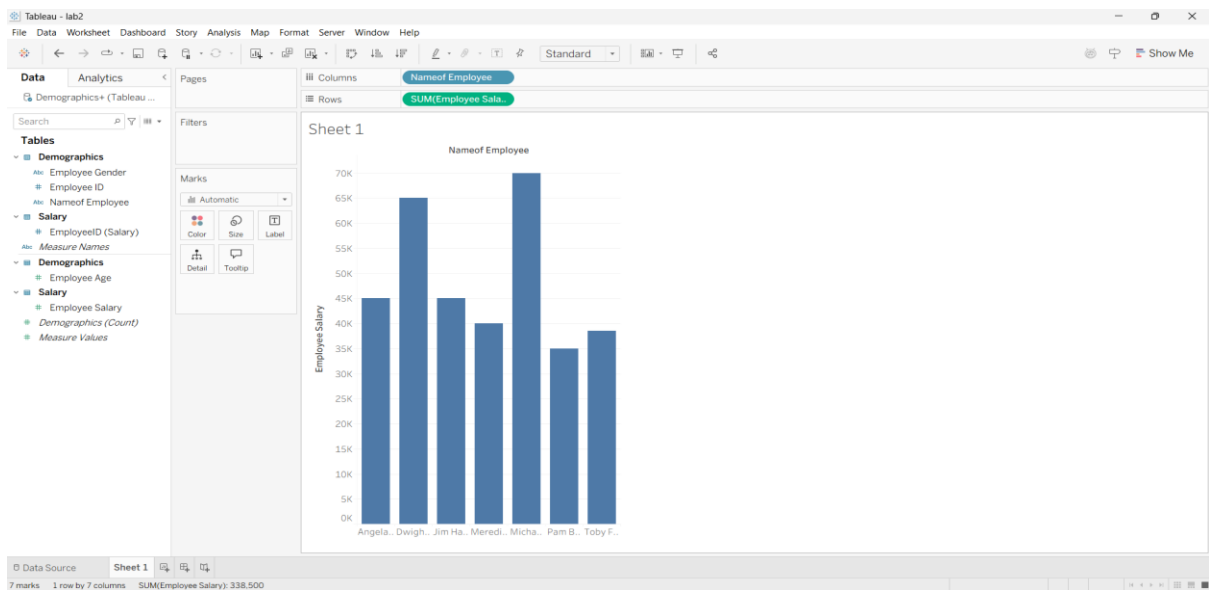 Tableau - lab2
File Data Worksheet Dashboard Story Analysis Map Format Server Window Help
Standard
Show Me
Data Analytics
Demographics+ (Tableau ...
Search
Tables
Demographics
Abc Employee Gender
# Employee ID
Abc Nameof Employee
Salary
# EmployeeID (Salary)
Abc Measure Names
Demographics
# Employee Age
Salary
# Employee Salary
# Demographics (Count)
# Measure Values
Pages
Filters
Marks
Automatic
Color Size Label
Detail Tooltip
Columns Nameof Employee
Rows SUM(Employee Sala..
Sheet 1
Nameof Employee
Employee Salary
70K
65K
60K
55K
50K
45K
40K
35K
30K
25K
20K
15K
10K
5K
0K
Angela.. Dwigh.. Jim Ha.. Meredi.. Micha.. Pam B.. Toby F..
Data Source Sheet 1
7 marks 1 row by 7 columns SUM(Employee Salary): 338,500